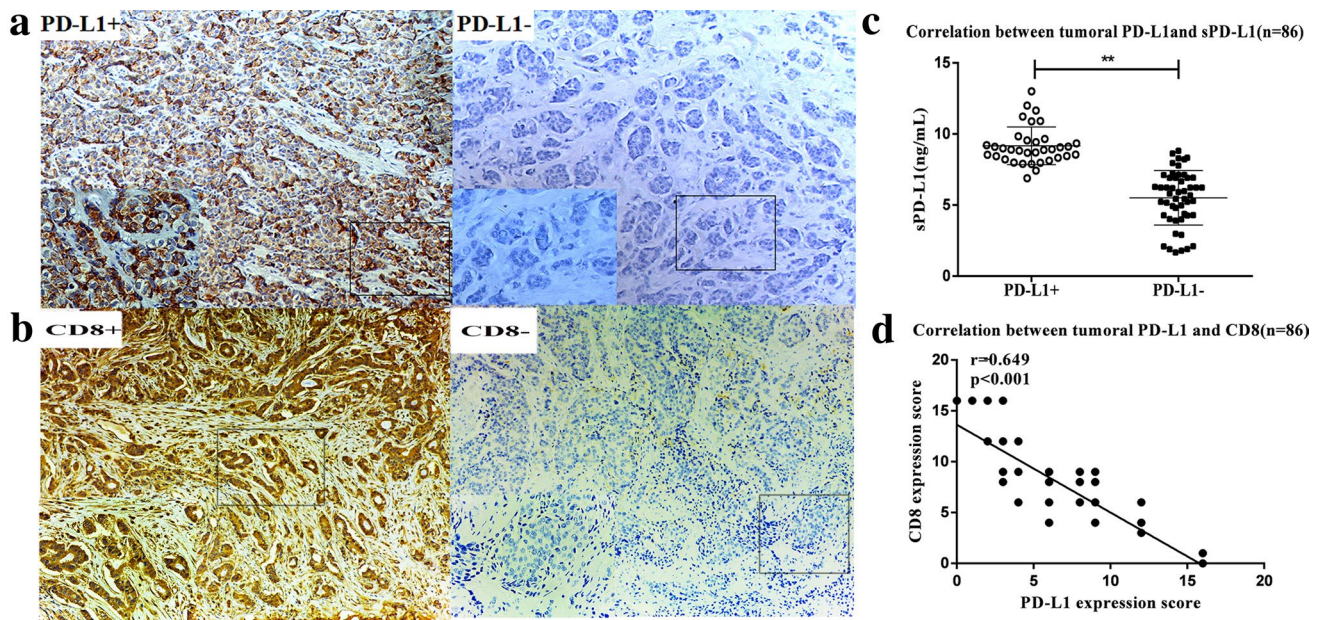 a
PD-L1+
PD-L1-
b
CD8+
CD8-
c
Correlation between tumoral PD-L1and sPD-L1(n=86)
**
sPD-L1(ng/mL)
15
10
5
0
PD-L1+
PD-L1-
d
Correlation between tumoral PD-L1 and CD8(n=86)
r=0.649
p<0.001
CD8 expression score
20
15
10
5
0
0
5
10
15
20
PD-L1 expression score